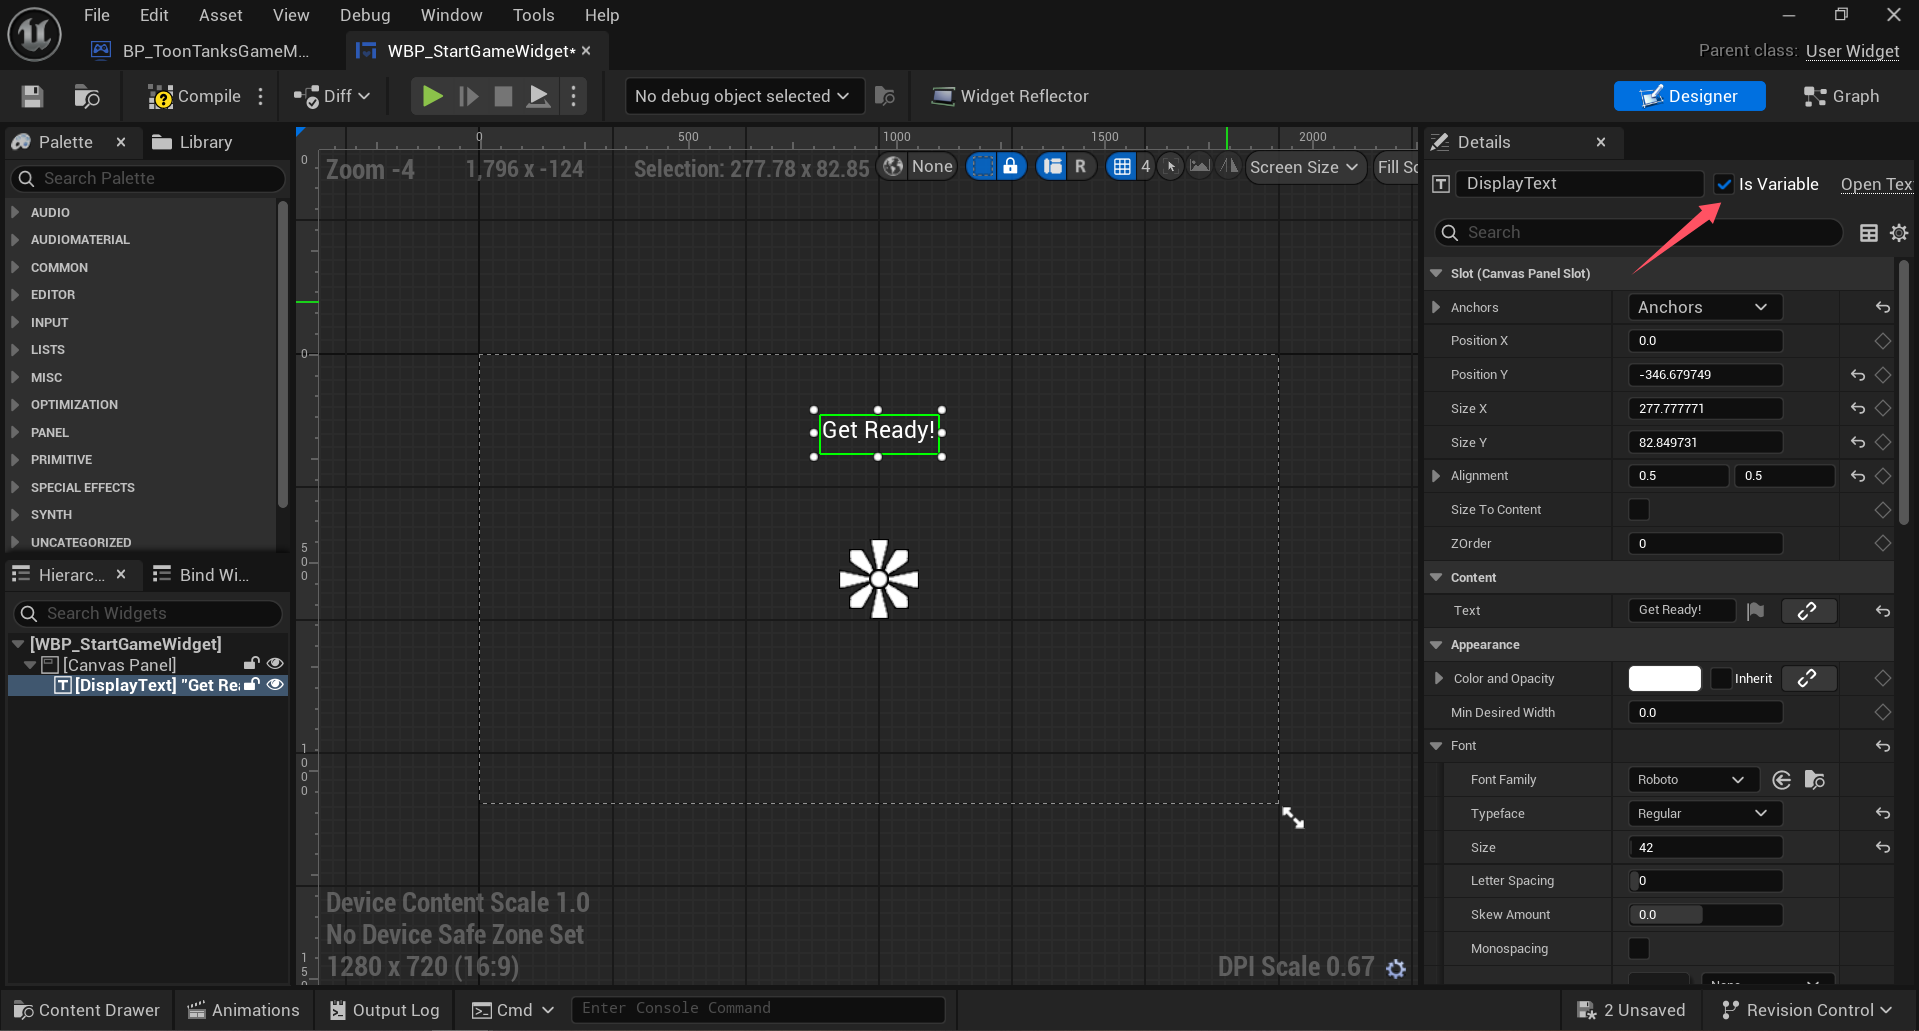 File Edit Asset View Debug Window Tools Help
BP_ToonTanksGameM...
WBP_StartGameWidget*
Parent class: User Widget
Compile
Diff
No debug object selected
Widget Reflector
Designer
Graph
Palette
Library
Search Palette
AUDIO
AUDIOMATERIAL
COMMON
EDITOR
INPUT
LISTS
MISC
OPTIMIZATION
PANEL
PRIMITIVE
SPECIAL EFFECTS
SYNTH
UNCATEGORIZED
Hierarc...
Bind Wi...
Search Widgets
[WBP_StartGameWidget]
[Canvas Panel]
[DisplayText] "Get Re
0 500 1000 1500 2000
0
0
500
1000
15
Zoom -4
1,796 x -124
Selection: 277.78 x 82.85
None
R
4
Screen Size
Fill Sc
Get Ready!
Device Content Scale 1.0
No Device Safe Zone Set
1280 x 720 (16:9)
DPI Scale 0.67
Details
DisplayText
Is Variable
Open Tex
Search
Slot (Canvas Panel Slot)
Anchors Anchors
Position X 0.0
Position Y -346.679749
Size X 277.777771
Size Y 82.849731
Alignment 0.5 0.5
Size To Content
ZOrder 0
Content
Text Get Ready!
Appearance
Color and Opacity Inherit
Min Desired Width 0.0
Font
Font Family Roboto
Typeface Regular
Size 42
Letter Spacing 0
Skew Amount 0.0
Monospacing
Content Drawer
Animations
Output Log
Cmd
Enter Console Command
2 Unsaved
Revision Control